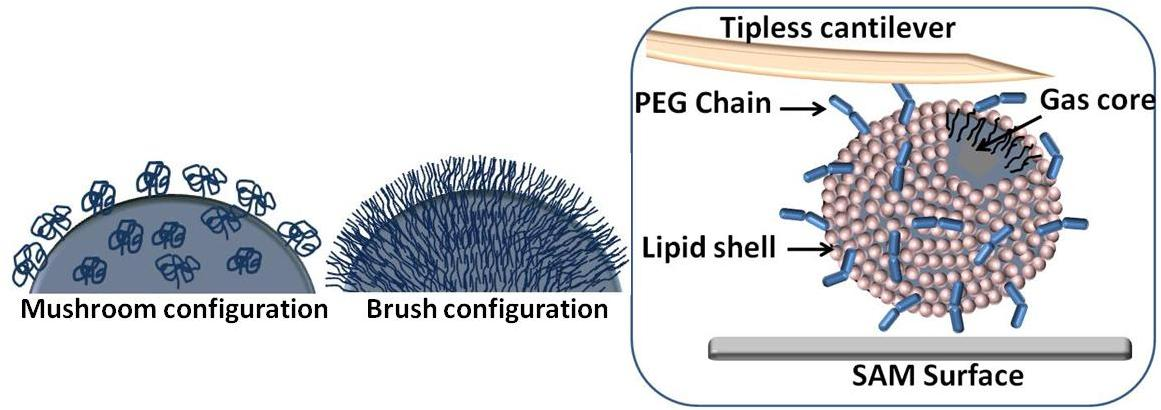 Tipless cantilever
PEG Chain
Gas core
Lipid shell
SAM Surface
Mushroom configuration
Brush configuration